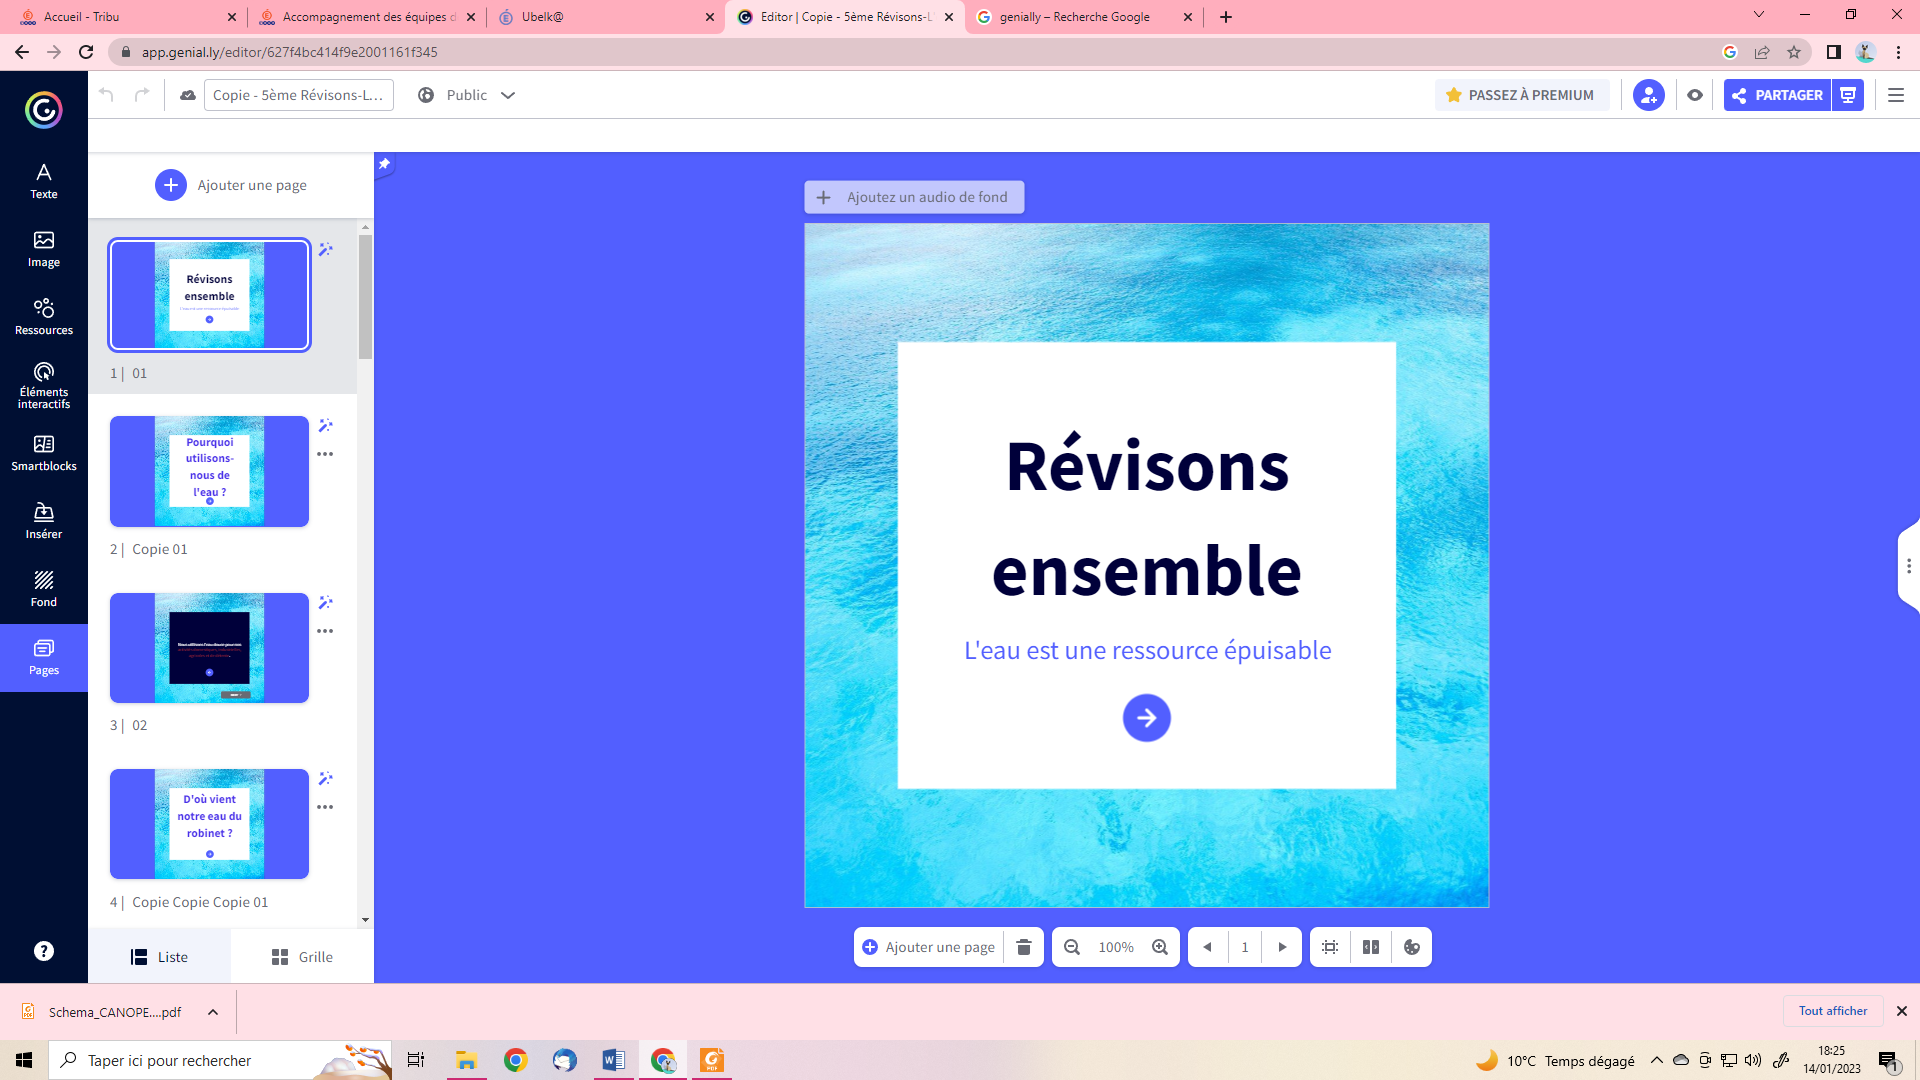 Accueil - Tribu
Accompagnement des équipes d
Ubelk@
Editor | Copie - 5ème Révisons-L'
genially – Recherche Google
app.genial.ly/editor/627f4bc414f9e2001161f345
Copie - 5ème Révisons-L...
Public
PASSEZ À PREMIUM
PARTAGER
Texte
Image
Ressources
Éléments
interactifs
Smartblocks
Insérer
Fond
Pages
Ajouter une page
Révisons
ensemble
1 | 01
Pourquoi
utilisons-
nous de
l'eau ?
2 | Copie 01
3 | 02
D'où vient
notre eau du
robinet ?
4 | Copie Copie Copie 01
Liste
Grille
Ajoutez un audio de fond
Révisons
ensemble
L'eau est une ressource épuisable
Ajouter une page
100%
1
Schema_CANOPE....pdf
Tout afficher
Taper ici pour rechercher
10°C Temps dégagé
18:25
14/01/2023
1